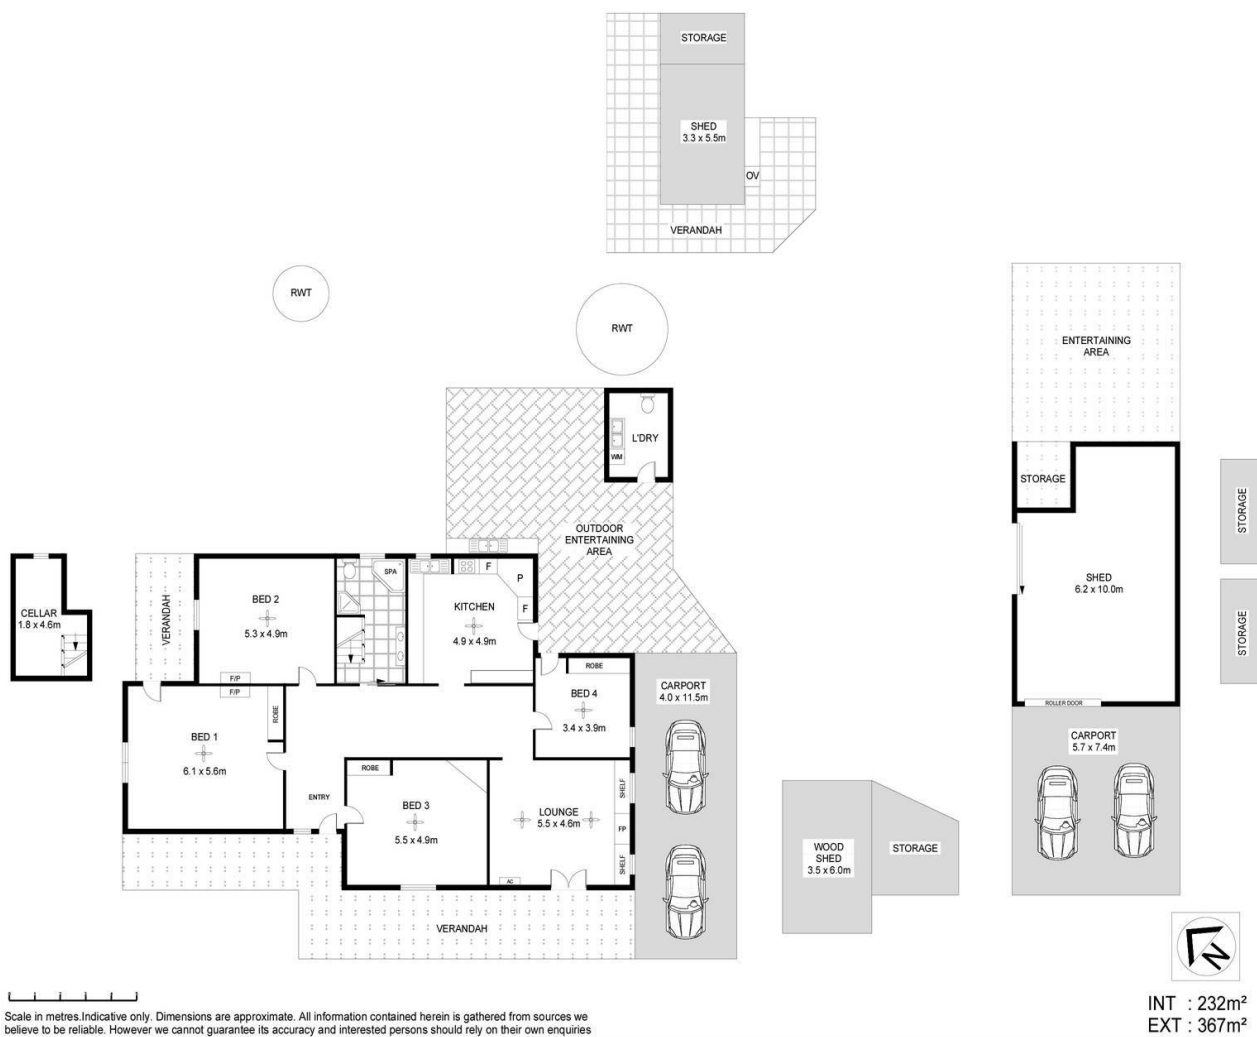 STORAGE
SHED
3.3 x 5.5m
OV
VERANDAH
RWT
RWT
ENTERTAINING
AREA
L'DRY
WM
STORAGE
STORAGE
OUTDOOR
ENTERTAINING
AREA
SHED
6.2 x 10.0m
STORAGE
ROLLER DOOR
CARPORT
5.7 x 7.4m
CELLAR
1.8 x 4.6m
VERANDAH
BED 2
5.3 x 4.9m
F/P
F/P
SPA
F
P
F
KITCHEN
4.9 x 4.9m
ROBE
BED 4
3.4 x 3.9m
CARPORT
4.0 x 11.5m
BED 1
6.1 x 5.6m
ROBE
ENTRY
ROBE
BED 3
5.5 x 4.9m
LOUNGE
5.5 x 4.6m
SHELF
FP
SHELF
AC
VERANDAH
WOOD
SHED
3.5 x 6.0m
STORAGE
N
INT : 232m²
EXT : 367m²
Scale in metres.Indicative only. Dimensions are approximate. All information contained herein is gathered from sources we
believe to be reliable. However we cannot guarantee its accuracy and interested persons should rely on their own enquiries